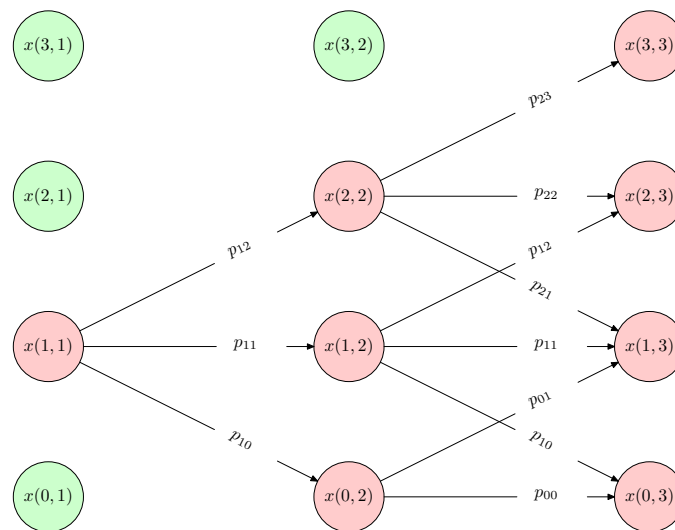 x(3, 1) x(3, 2) x(3, 3)
p₂₃
x(2, 1) x(2, 2) p₂₂ x(2, 3)
p₁₂ p₁₂
p₂₁
x(1, 1) p₁₁ x(1, 2) p₁₁ x(1, 3)
p₀₁
p₁₀ p₁₀
x(0, 1) x(0, 2) p₀₀ x(0, 3)